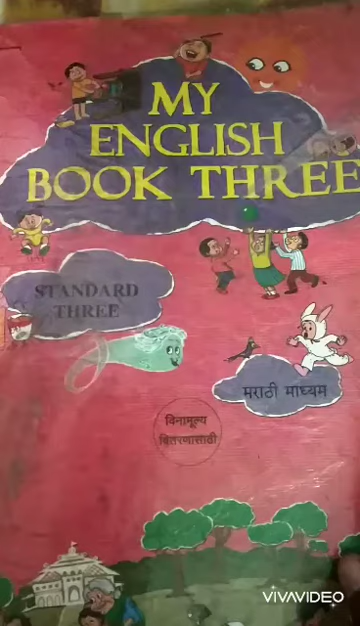 MY
ENGLISH
BOOK THREE
STANDARD
THREE
मराठी माध्यम
विनामूल्य
वितरणासाठी
VIVAVIDEO